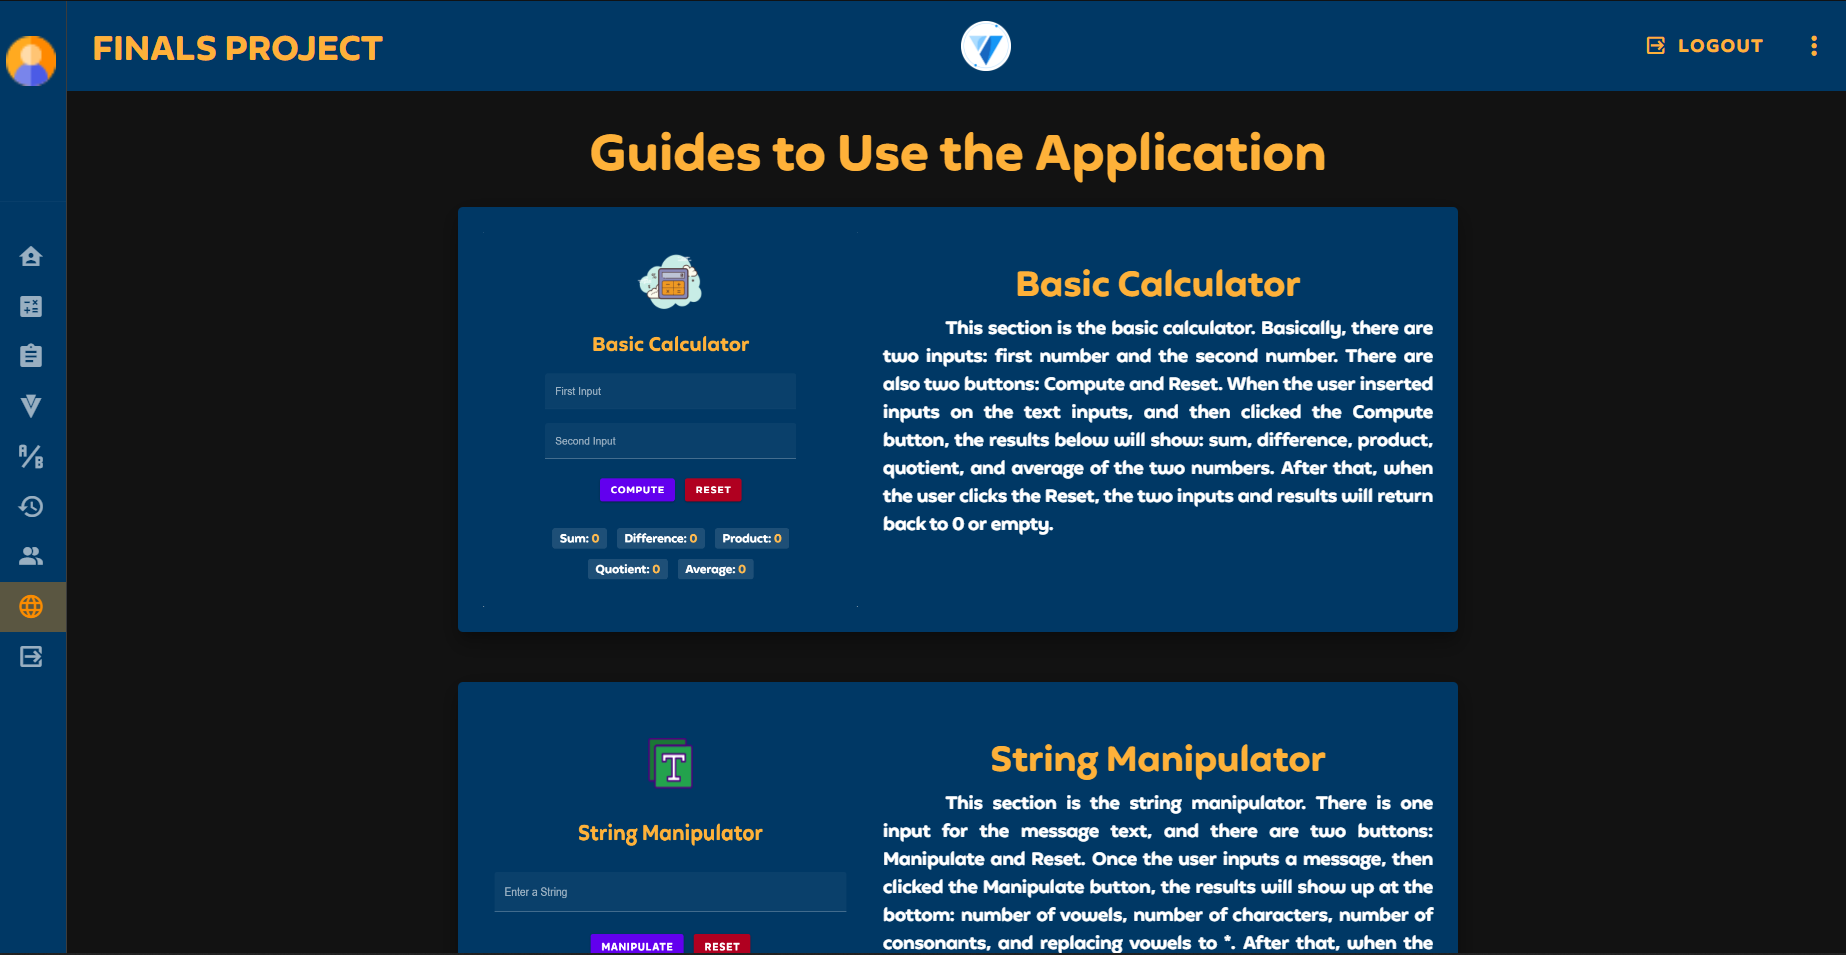 FINALS PROJECT
LOGOUT
Guides to Use the Application
Basic Calculator
First Input
Second Input
COMPUTE RESET
Sum: 0 Difference: 0 Product: 0
Quotient: 0 Average: 0
Basic Calculator
This section is the basic calculator. Basically, there are
two inputs: first number and the second number. There are
also two buttons: Compute and Reset. When the user inserted
inputs on the text inputs, and then clicked the Compute
button, the results below will show: sum, difference, product,
quotient, and average of the two numbers. After that, when
the user clicks the Reset, the two inputs and results will return
back to 0 or empty.
T
String Manipulator
Enter a String
MANIPULATE RESET
String Manipulator
This section is the string manipulator. There is one
input for the message text, and there are two buttons:
Manipulate and Reset. Once the user inputs a message, then
clicked the Manipulate button, the results will show up at the
bottom: number of vowels, number of characters, number of
consonants, and replacing vowels to *. After that, when the
A/B